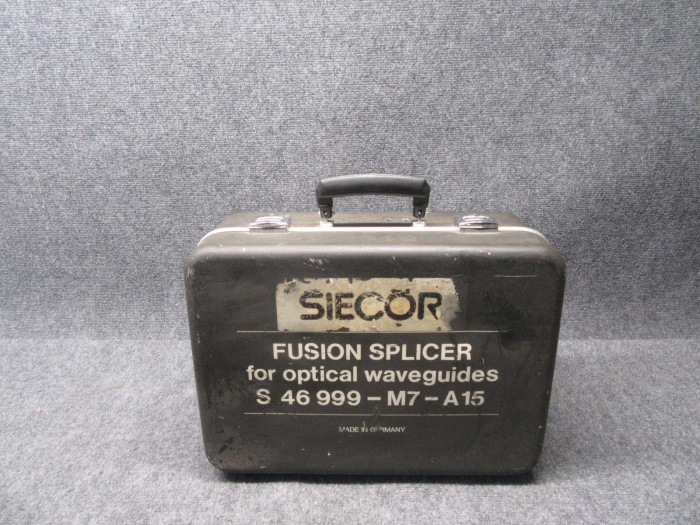 SIECOR
FUSION SPLICER
for optical waveguides
S 46 999 - M7 - A15
MADE IN GERMANY